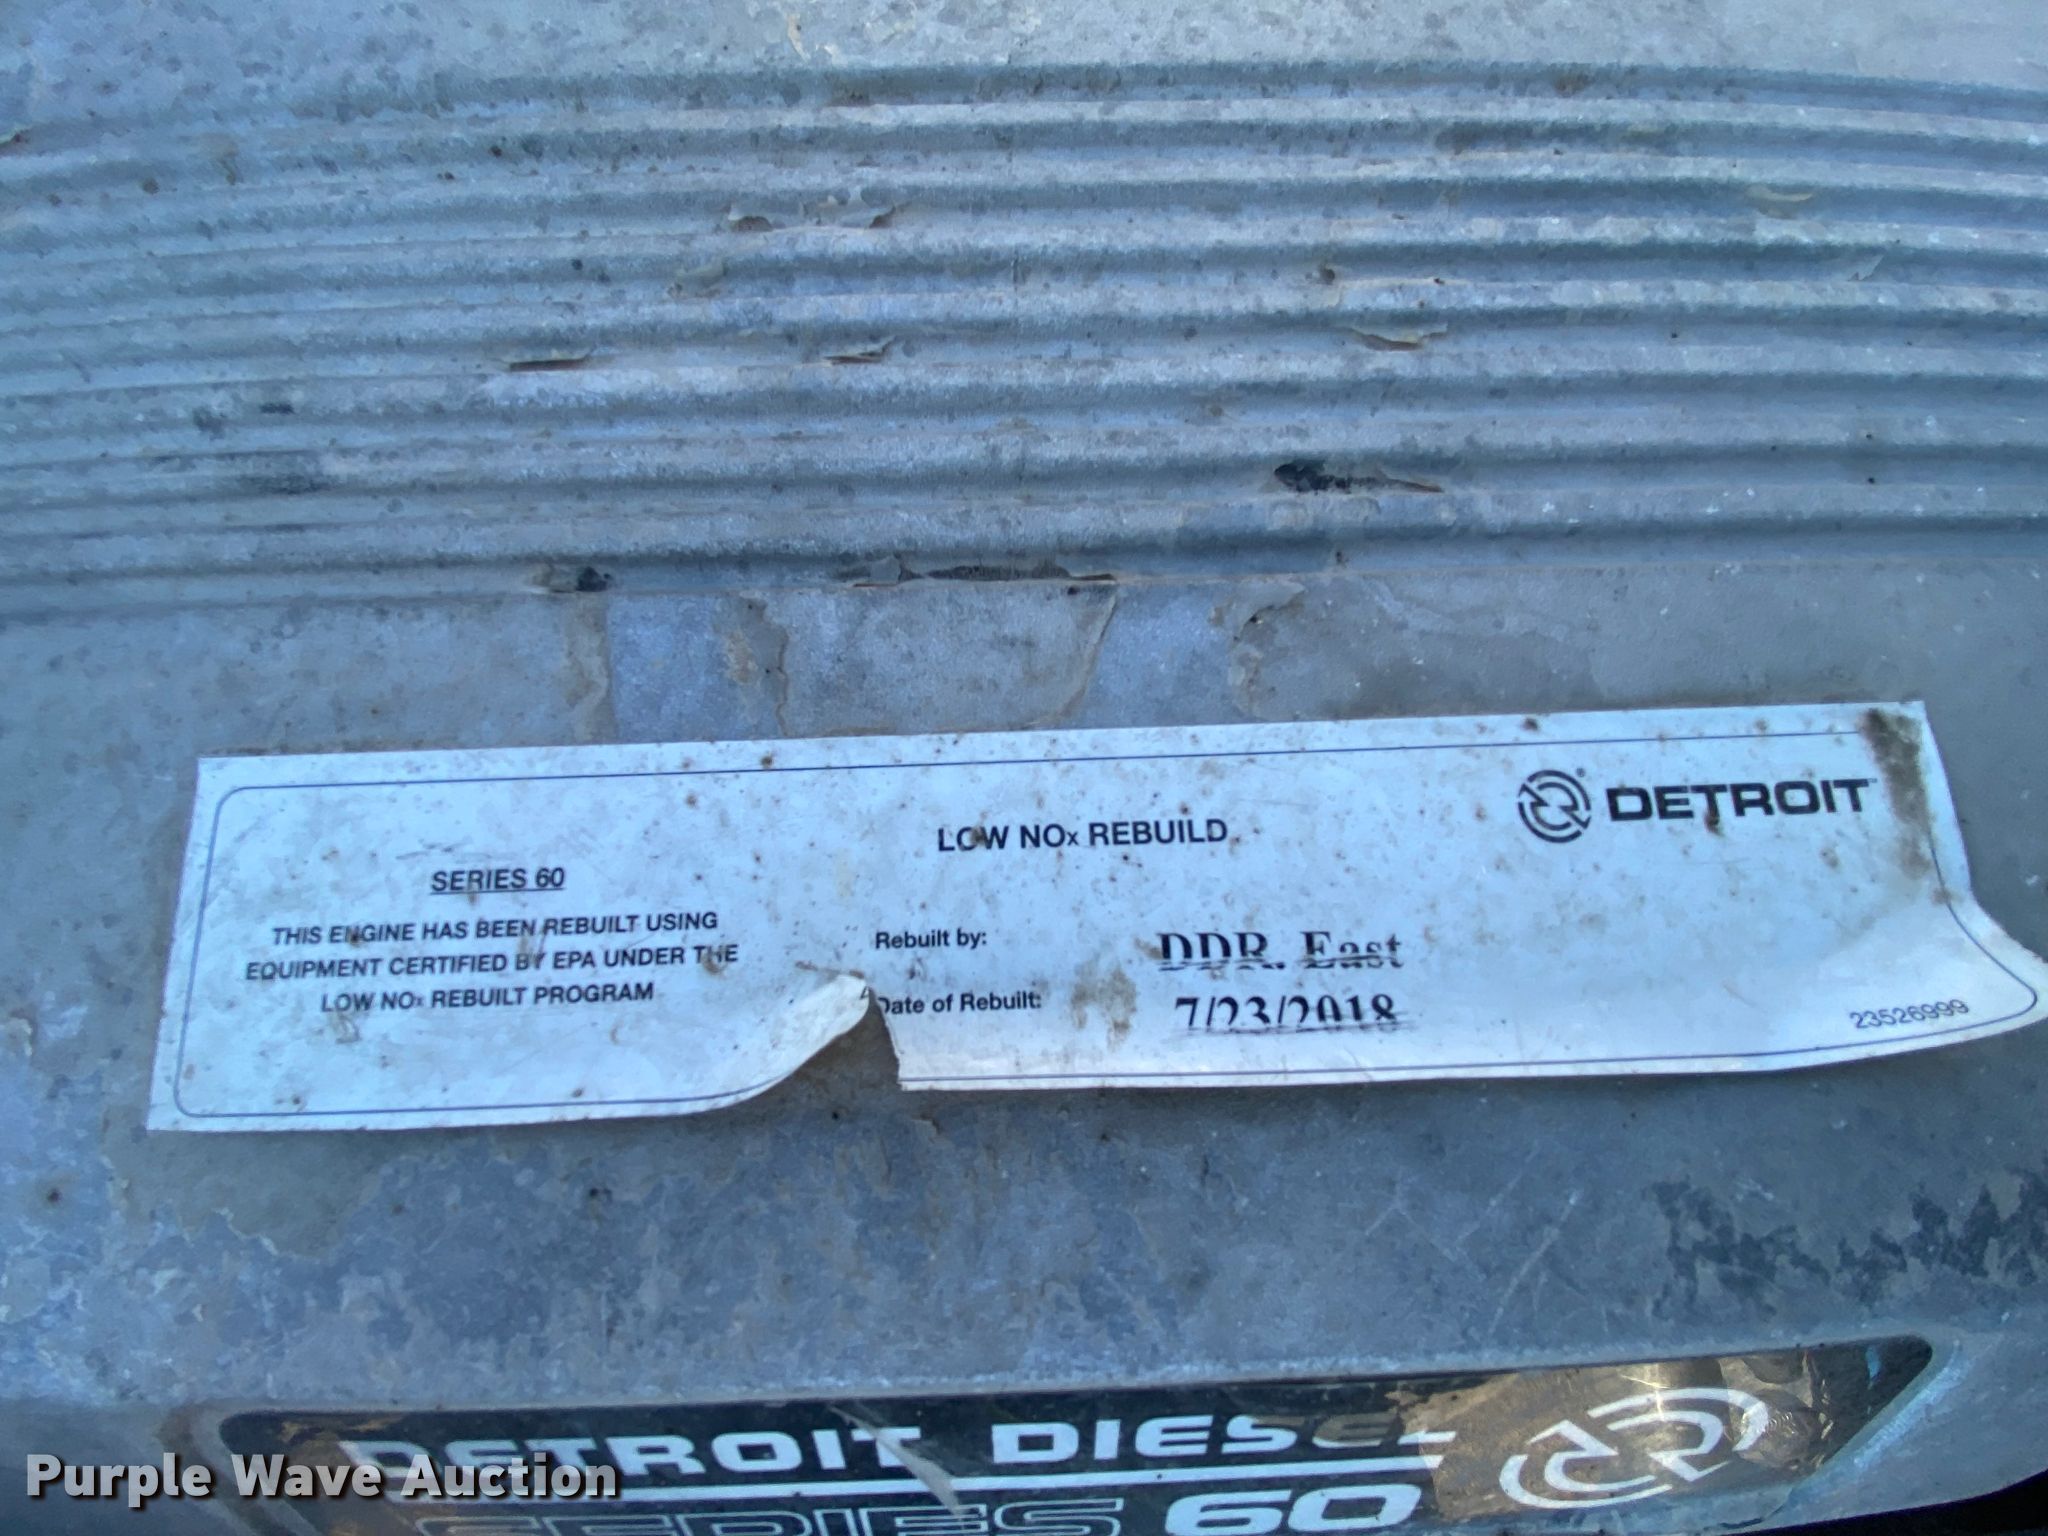 LOW NOx REBUILD
DETROIT
SERIES 60
THIS ENGINE HAS BEEN REBUILT USING
EQUIPMENT CERTIFIED BY EPA UNDER THE
LOW NOx REBUILT PROGRAM
Rebuilt by: DDR. East
Date of Rebuilt: 7/23/2018
23526999
DETROIT DIESEL
SERIES 60
Purple Wave Auction